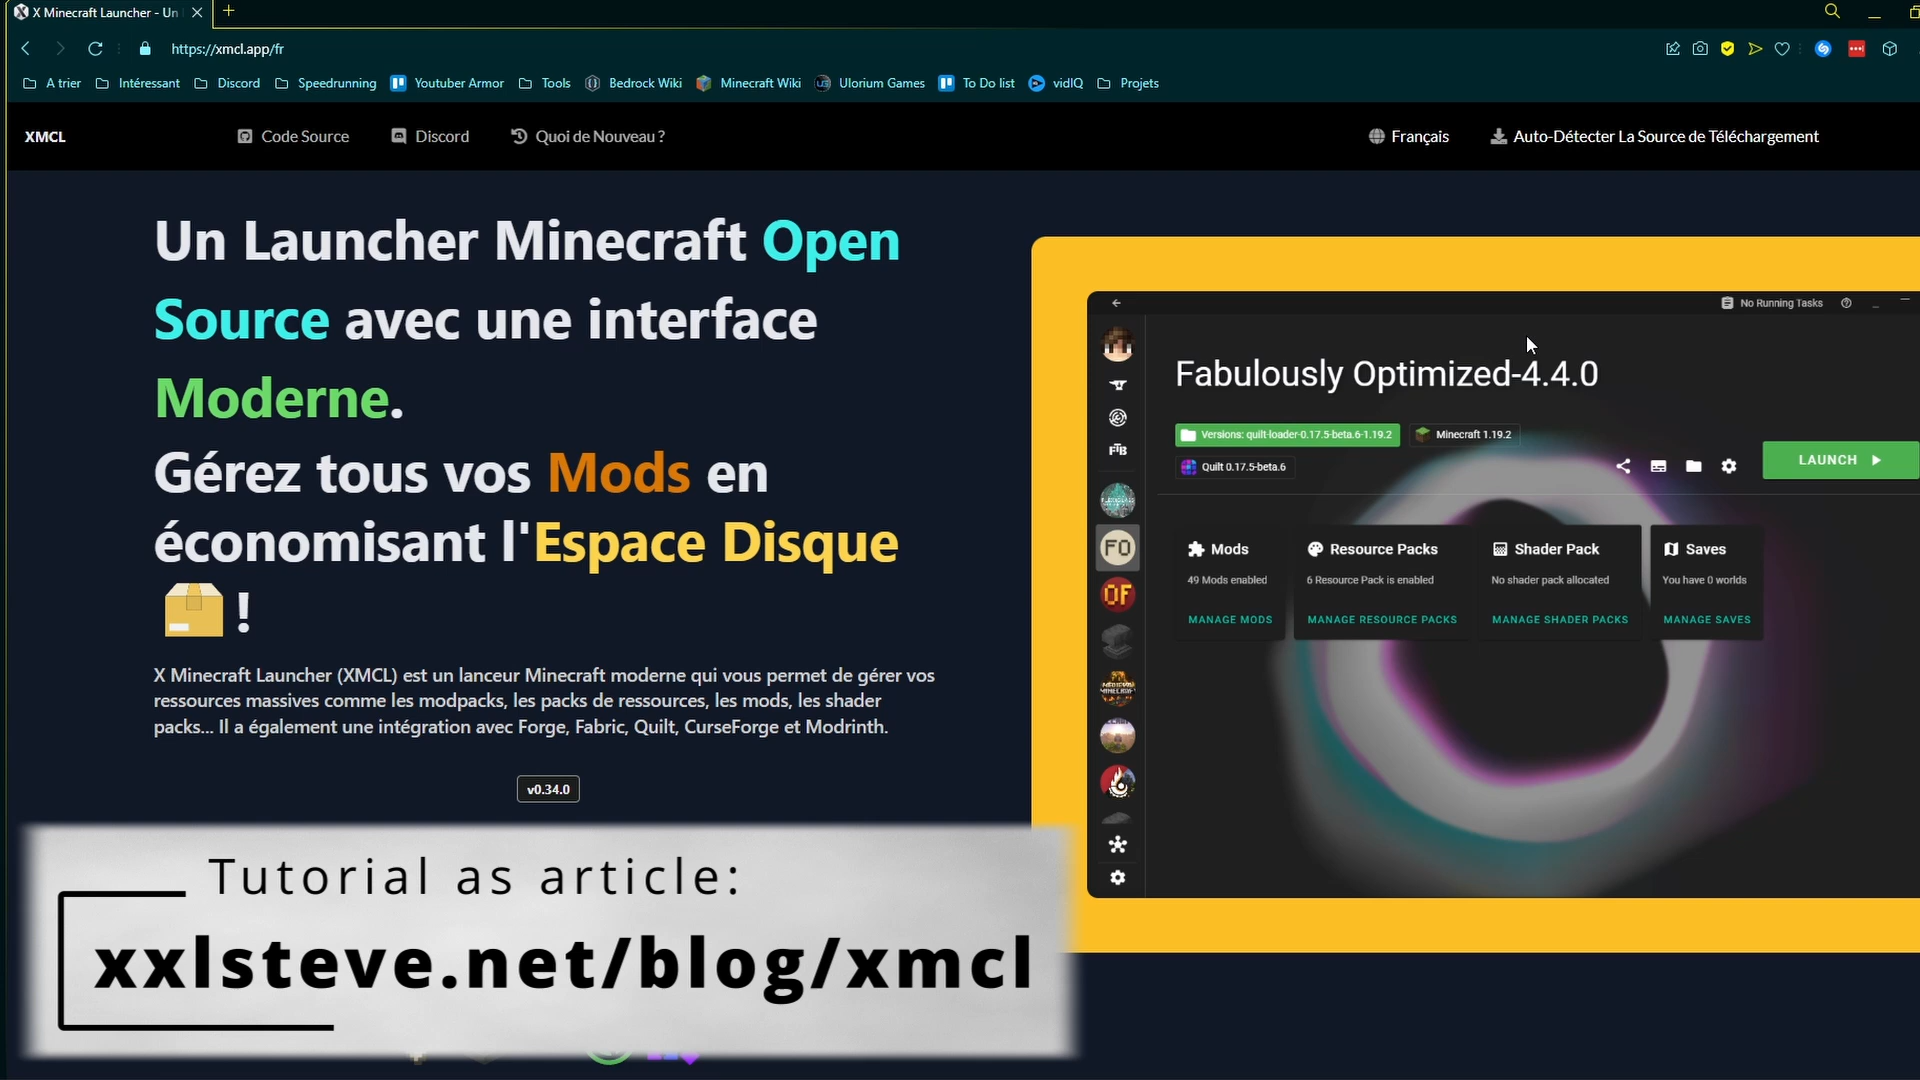 X Minecraft Launcher - Un
https://xmcl.app/fr
A trier
Intéressant
Discord
Speedrunning
Youtuber Armor
Tools
Bedrock Wiki
Minecraft Wiki
Ulorium Games
To Do list
vidIQ
Projets
XMCL
Code Source
Discord
Quoi de Nouveau ?
Français
Auto-Détecter La Source de Téléchargement
Un Launcher Minecraft Open
Source avec une interface
Moderne.
Gérez tous vos Mods en
économisant l'Espace Disque
!
X Minecraft Launcher (XMCL) est un lanceur Minecraft moderne qui vous permet de gérer vos
ressources massives comme les modpacks, les packs de ressources, les mods, les shader
packs... Il a également une intégration avec Forge, Fabric, Quilt, CurseForge et Modrinth.
v0.34.0
No Running Tasks
Fabulously Optimized-4.4.0
Versions: quilt-loader-0.17.5-beta.6-1.19.2
Minecraft 1.19.2
Quilt 0.17.5-beta.6
LAUNCH
FTB
FO
OF
Mods
49 Mods enabled
MANAGE MODS
Resource Packs
6 Resource Pack is enabled
MANAGE RESOURCE PACKS
Shader Pack
No shader pack allocated
MANAGE SHADER PACKS
Saves
You have 0 worlds
MANAGE SAVES
Tutorial as article:
xxlsteve.net/blog/xmcl